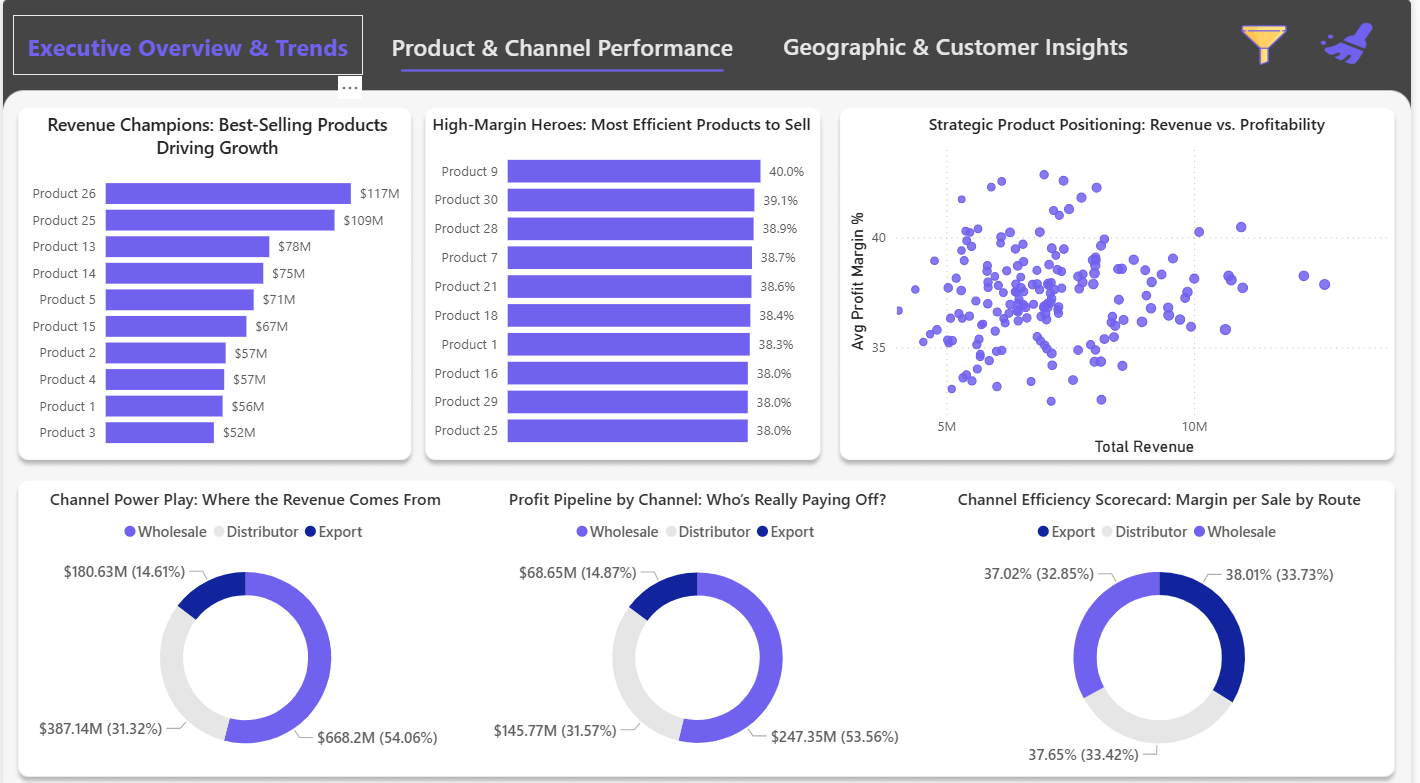 Executive Overview & Trends
Product & Channel Performance
Geographic & Customer Insights
...
Revenue Champions: Best-Selling Products
Driving Growth
Product 26 $117M
Product 25 $109M
Product 13 $78M
Product 14 $75M
Product 5 $71M
Product 15 $67M
Product 2 $57M
Product 4 $57M
Product 1 $56M
Product 3 $52M
High-Margin Heroes: Most Efficient Products to Sell
Product 9 40.0%
Product 30 39.1%
Product 28 38.9%
Product 7 38.7%
Product 21 38.6%
Product 18 38.4%
Product 1 38.3%
Product 16 38.0%
Product 29 38.0%
Product 25 38.0%
Strategic Product Positioning: Revenue vs. Profitability
Avg Profit Margin %
40
35
5M 10M
Total Revenue
Channel Power Play: Where the Revenue Comes From
Wholesale Distributor Export
$180.63M (14.61%)
$387.14M (31.32%)
$668.2M (54.06%)
Profit Pipeline by Channel: Who's Really Paying Off?
Wholesale Distributor Export
$68.65M (14.87%)
$145.77M (31.57%)
$247.35M (53.56%)
Channel Efficiency Scorecard: Margin per Sale by Route
Export Distributor Wholesale
37.02% (32.85%)
38.01% (33.73%)
37.65% (33.42%)